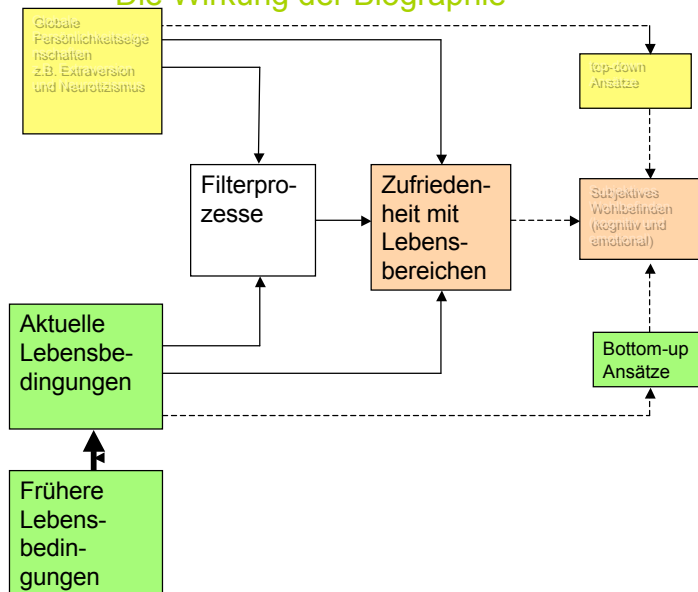 Die Wirkung der Biographie
Globale
Persönlichkeitseige
nschaften
z.B. Extraversion
und Neurotizismus
top-down
Ansätze
Filterpro-
zesse
Zufrieden-
heit mit
Lebens-
bereichen
Subjektives
Wohlbefinden
(kognitiv und
emotional)
Aktuelle
Lebensbe-
dingungen
Bottom-up
Ansätze
Frühere
Lebens-
bedin-
gungen